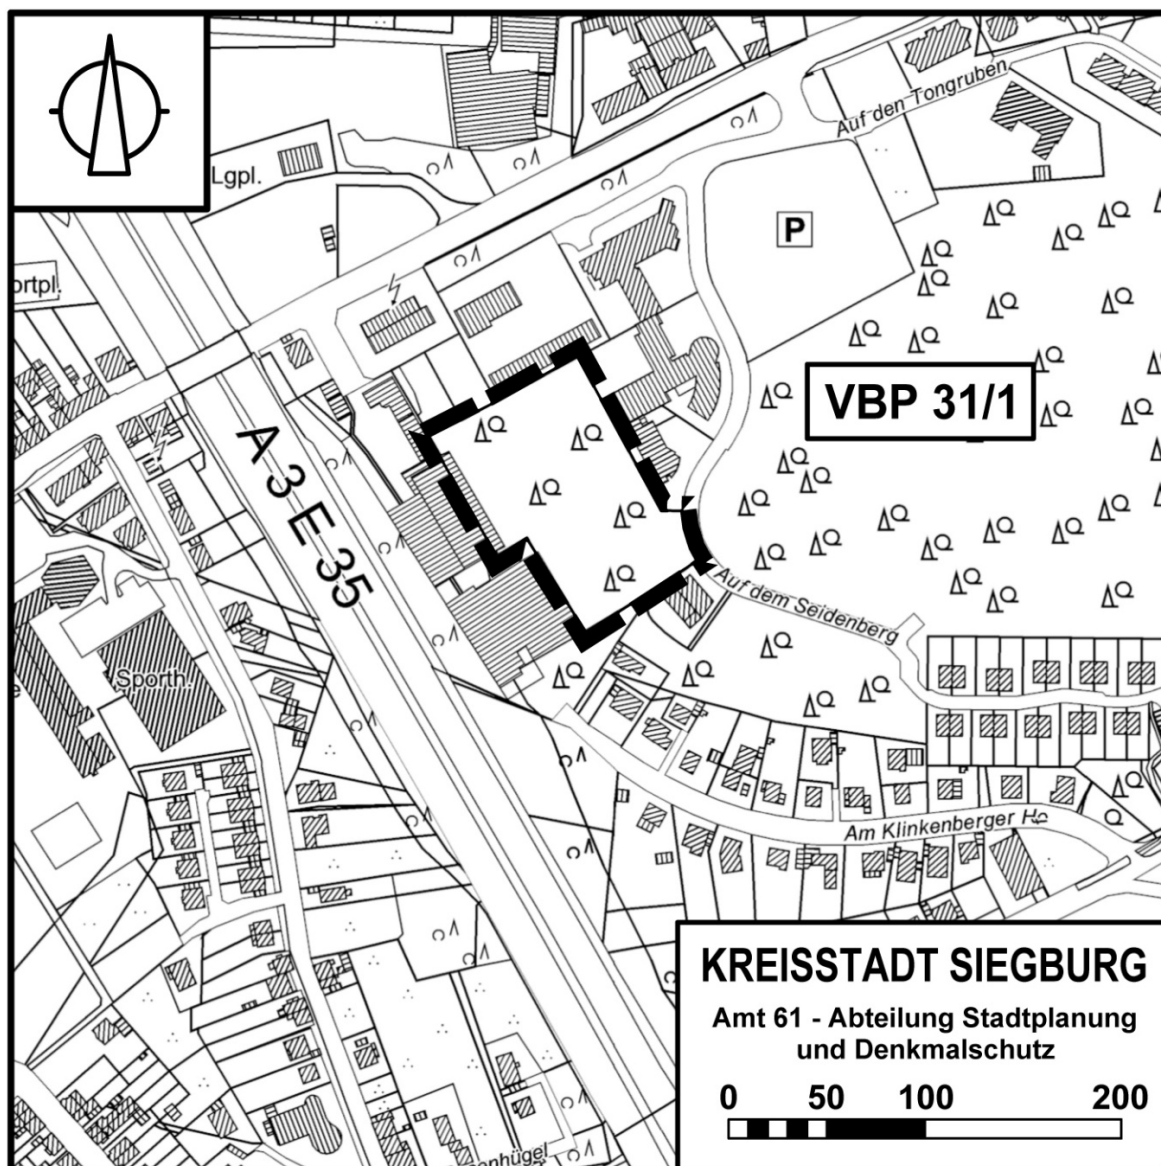 Auf den Tongruben
Lgpl.
P
ortpl.
VBP 31/1
A 3 E 35
Auf dem Seidenberg
Sporth.
e
Am Klinkenberger Ho
KREISSTADT SIEGBURG
Amt 61 - Abteilung Stadtplanung
und Denkmalschutz
0 50 100 200